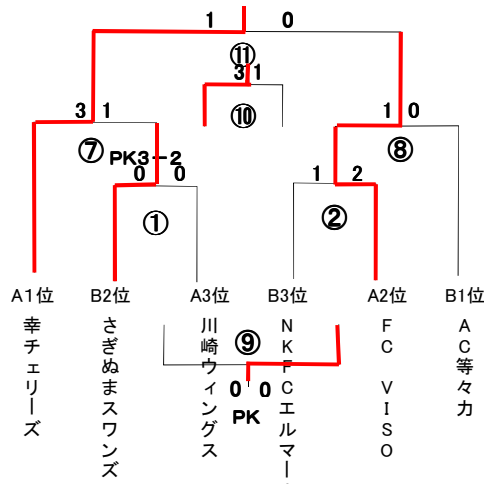 1 0
⑪
3 1
⑩
3 1
⑦
PK3-2
0 0
①
1 0
⑧
1 2
②
A1位
B2位
A3位
B3位
A2位
B1位
幸チェリーズ
さぎぬまスワンズ
川崎ウィングス
NKFCエルマー
FC VISO
AC等々力
⑨
0 0
PK